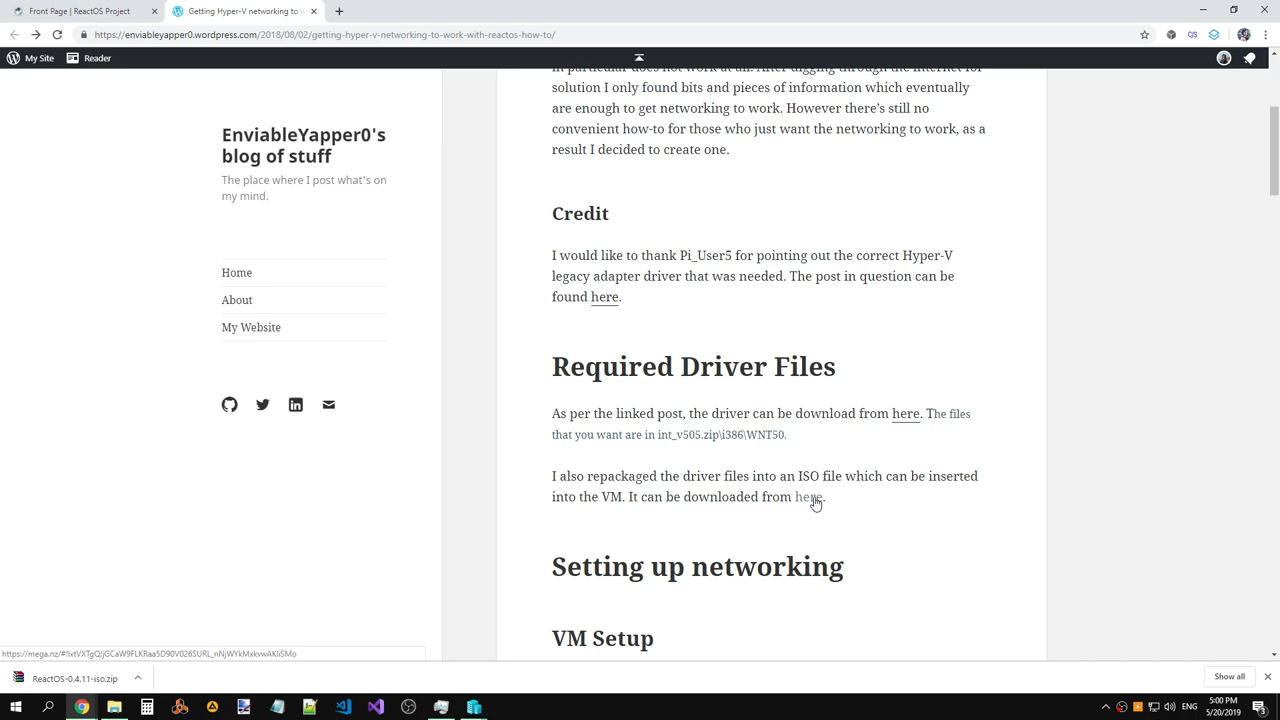 Front Page | ReactOS Project
Getting Hyper-V networking to w
https://enviableyapper0.wordpress.com/2018/08/02/getting-hyper-v-networking-to-work-with-reactos-how-to/
My Site
Reader
EnviableYapper0's
blog of stuff
The place where I post what's on
my mind.
Home
About
My Website
in particular does not work at all. After digging through the internet for
solution I only found bits and pieces of information which eventually
are enough to get networking to work. However there's still no
convenient how-to for those who just want the networking to work, as a
result I decided to create one.
Credit
I would like to thank Pi_User5 for pointing out the correct Hyper-V
legacy adapter driver that was needed. The post in question can be
found here.
Required Driver Files
As per the linked post, the driver can be download from here. The files
that you want are in int_v505.zip\i386\WNT50.
I also repackaged the driver files into an ISO file which can be inserted
into the VM. It can be downloaded from here.
Setting up networking
VM Setup
ReactOS-0.4.11-iso.zip
Show all
ENG
5:00 PM
5/20/2019
3